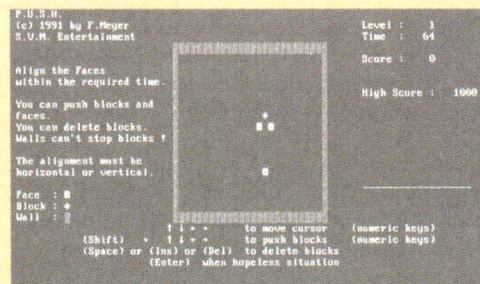 P.U.S.H.
(c) 1991 by F.Meyer
S.V.M. Entertainment
Level : 1
Time : 64
Score : 0
High Score : 1000
Align the Faces
within the required time.
You can push blocks and
faces.
You can delete blocks.
Walls can't stop blocks !
The alignment must be
horizontal or vertical.
Face :
Block :
Wall :
to move cursor (numeric keys)
(Shift) + to push blocks (numeric keys)
(Space) or (Ins) or (Del) to delete blocks
(Enter) when hopeless situation